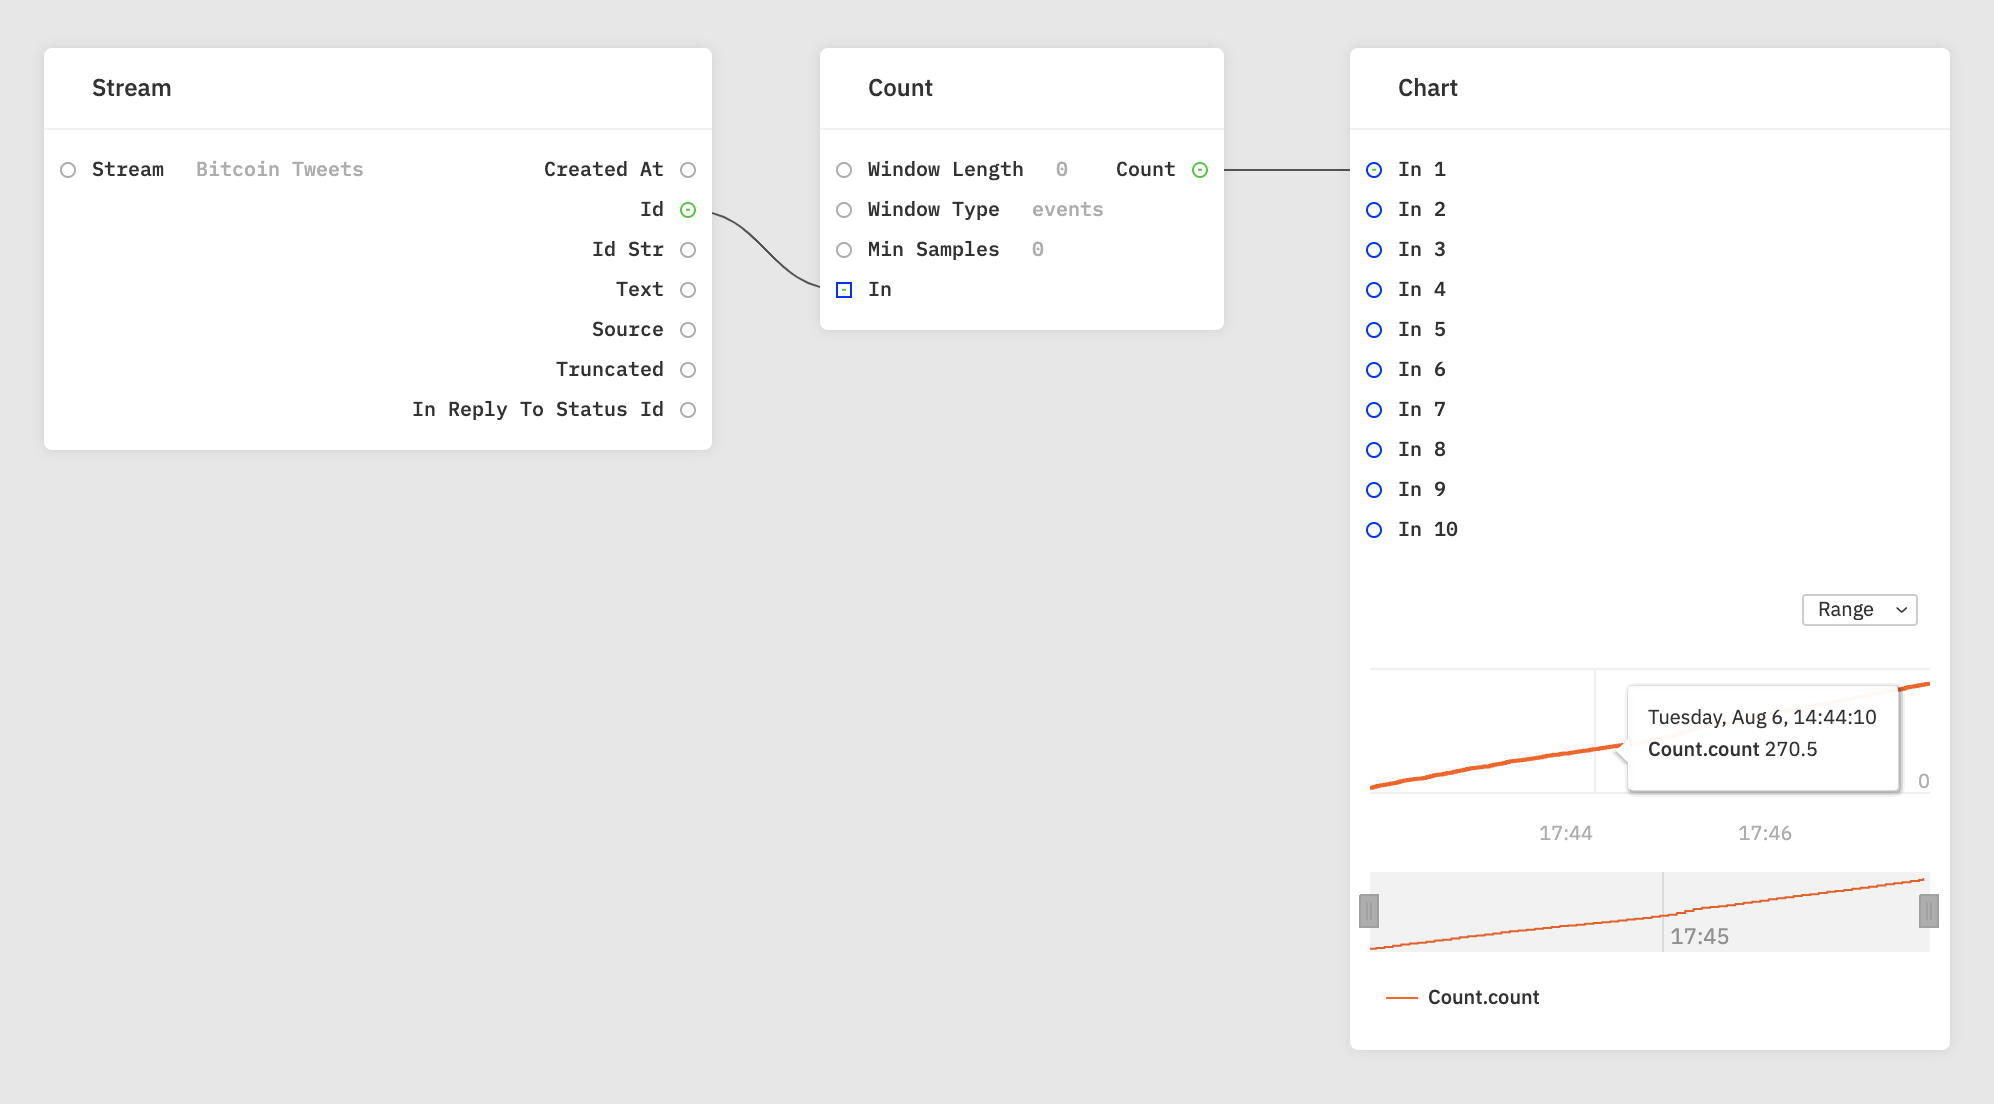 Stream
Stream Bitcoin Tweets Created At
Id
Id Str
Text
Source
Truncated
In Reply To Status Id
Count
Window Length 0 Count
Window Type events
Min Samples 0
In
Chart
In 1
In 2
In 3
In 4
In 5
In 6
In 7
In 8
In 9
In 10
Range
Tuesday, Aug 6, 14:44:10
Count.count 270.5
0
17:44 17:46
17:45
Count.count